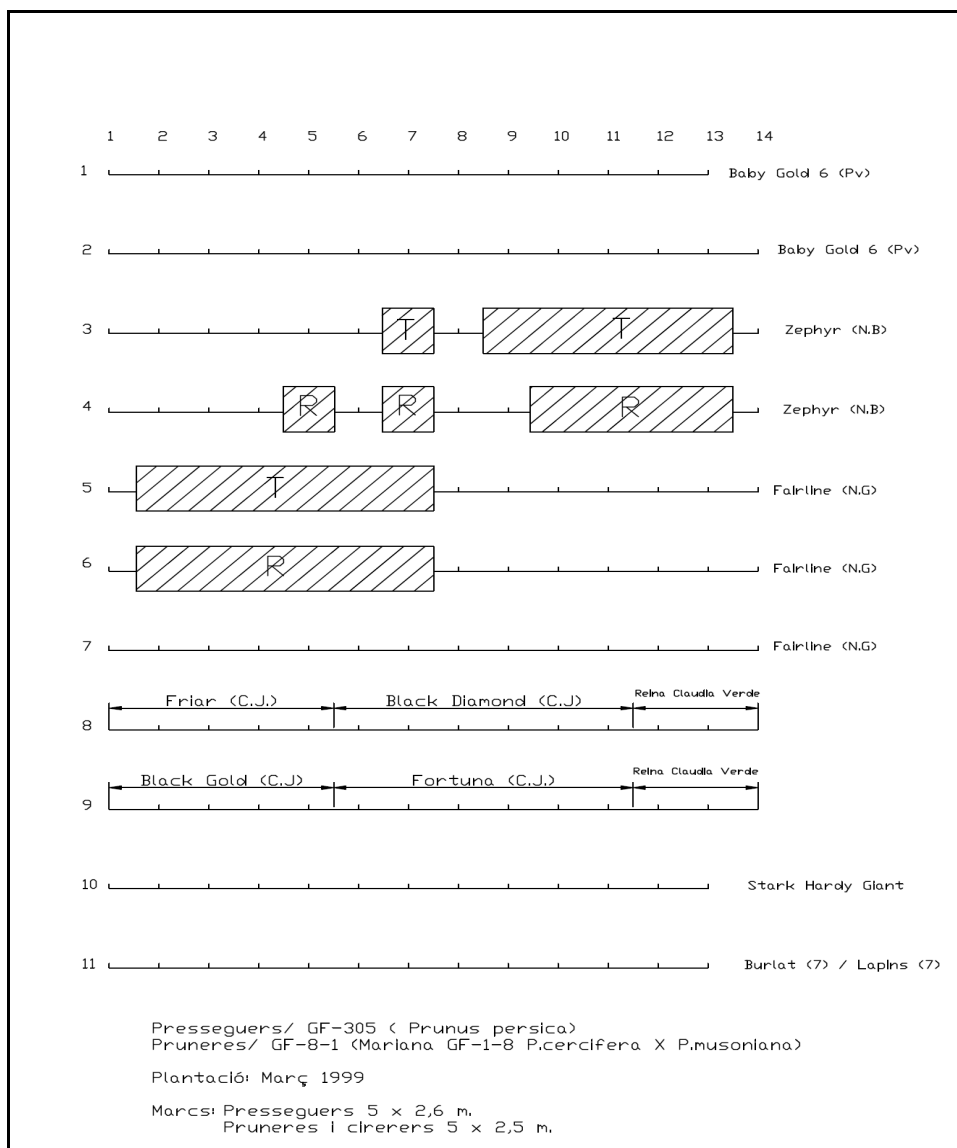 1 2 3 4 5 6 7 8 9 10 11 12 13 14
1 Baby Gold 6 (Pv)
2 Baby Gold 6 (Pv)
3 T T Zephyr (N.B)
4 R R R Zephyr (N.B)
5 T Fairline (N.G)
6 R Fairline (N.G)
7 Fairline (N.G)
Friar (C.J.) Black Diamond (C.J) Reina Claudia Verde
8
Black Gold (C.J) Fortuna (C.J.) Reina Claudia Verde
9
10 Stark Hardy Giant
11 Burlat (7) / Lapins (7)
Presseguers/ GF-305 ( Prunus persica)
Pruneres/ GF-8-1 (Mariana GF-1-8 P.cercifera X P.musoniana)
Plantació: Març 1999
Marcs: Presseguers 5 x 2,6 m.
Pruneres i cirerers 5 x 2,5 m.